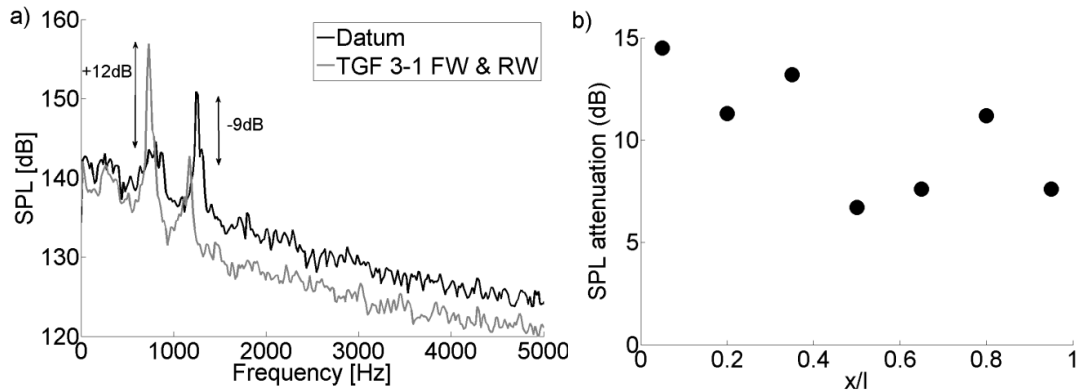 a)
160
150
140
130
120
SPL [dB]
+12dB
-9dB
Datum
TGF 3-1 FW & RW
0
1000
2000
3000
4000
5000
Frequency [Hz]
b)
15
10
5
0
SPL attenuation (dB)
0.2
0.4
0.6
0.8
1
x/l